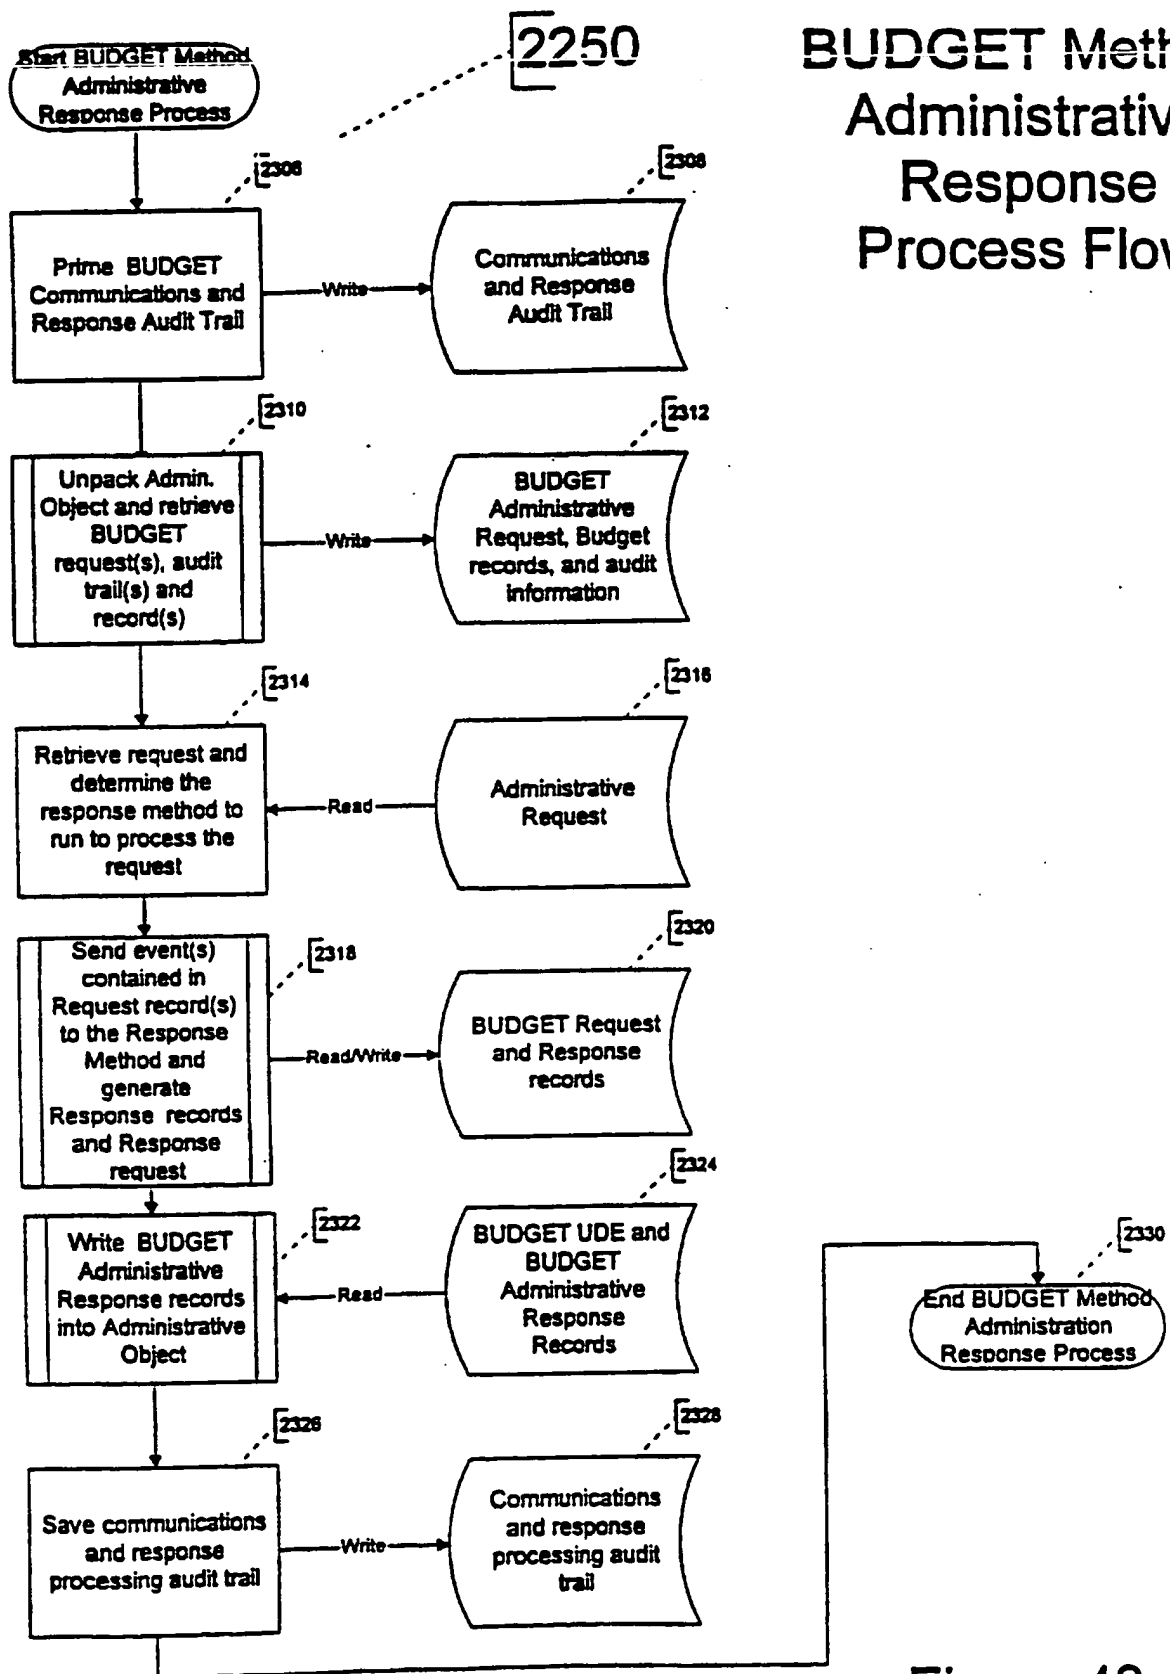 2250
BUDGET Meth
Administrativ
Response
Process Flow
Start BUDGET Method
Administrative
Response Process
2306
Prime BUDGET
Communications and
Response Audit Trail
Write
2308
Communications
and Response
Audit Trail
2310
Unpack Admin.
Object and retrieve
BUDGET
request(s), audit
trail(s) and
record(s)
Write
2312
BUDGET
Administrative
Request, Budget
records, and audit
information
2314
Retrieve request and
determine the
response method to
run to process the
request
Read
2316
Administrative
Request
2318
Send event(s)
contained in
Request record(s)
to the Response
Method and
generate
Response records
and Response
request
Read/Write
2320
BUDGET Request
and Response
records
2322
Write BUDGET
Administrative
Response records
into Administrative
Object
Read
2324
BUDGET UDE and
BUDGET
Administrative
Response
Records
2326
Save communications
and response
processing audit trail
Write
2328
Communications
and response
processing audit
trail
2330
End BUDGET Method
Administration
Response Process